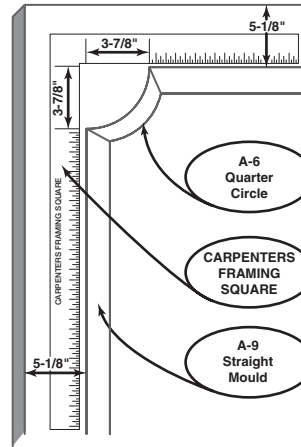 3-7/8"
5-1/8"
3-7/8"
A-6
Quarter
Circle
CARPENTERS FRAMING SQUARE
CARPENTERS
FRAMING
SQUARE
A-9
Straight
Mould
5-1/8"